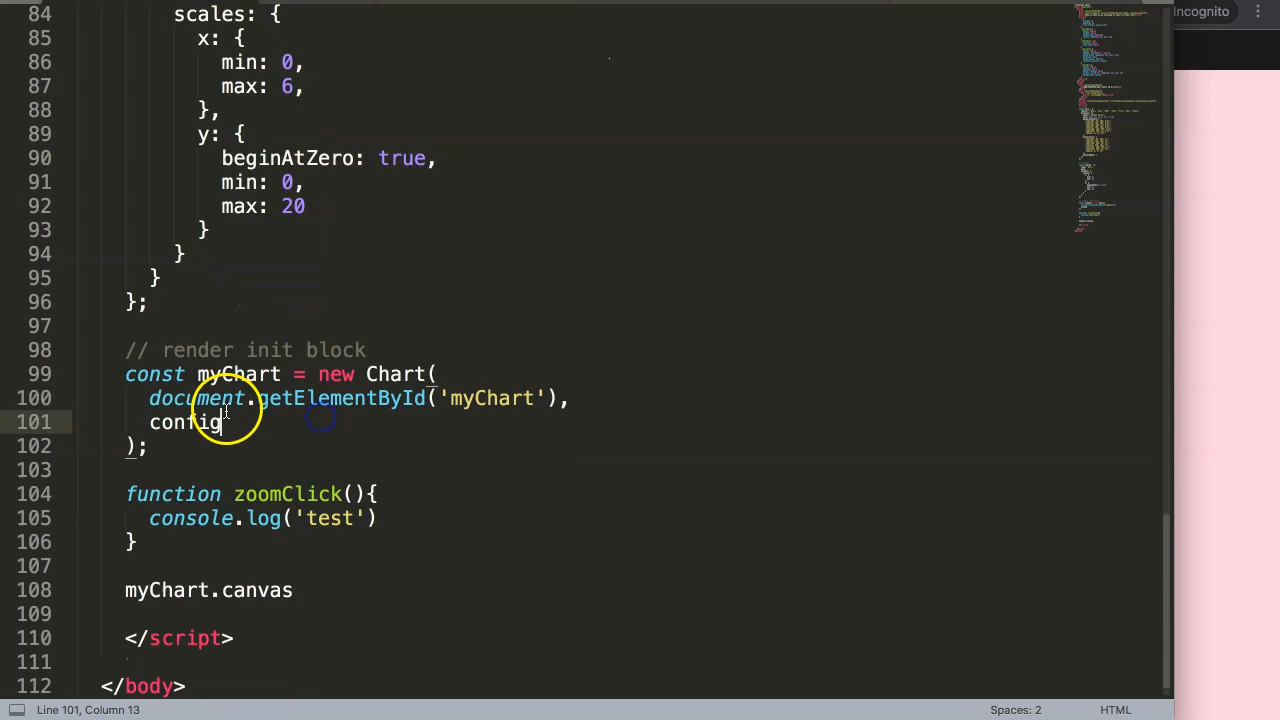 Incognito
84 scales: {
85 x: {
86 min: 0,
87 max: 6,
88 },
89 y: {
90 beginAtZero: true,
91 min: 0,
92 max: 20
93 }
94 }
95 }
96 };
97
98 // render init block
99 const myChart = new Chart(
100 document.getElementById('myChart'),
101 config
102 );
103
104 function zoomClick(){
105 console.log('test')
106 }
107
108 myChart.canvas
109
110 </script>
111
112 </body>
Line 101, Column 13
Spaces: 2
HTML